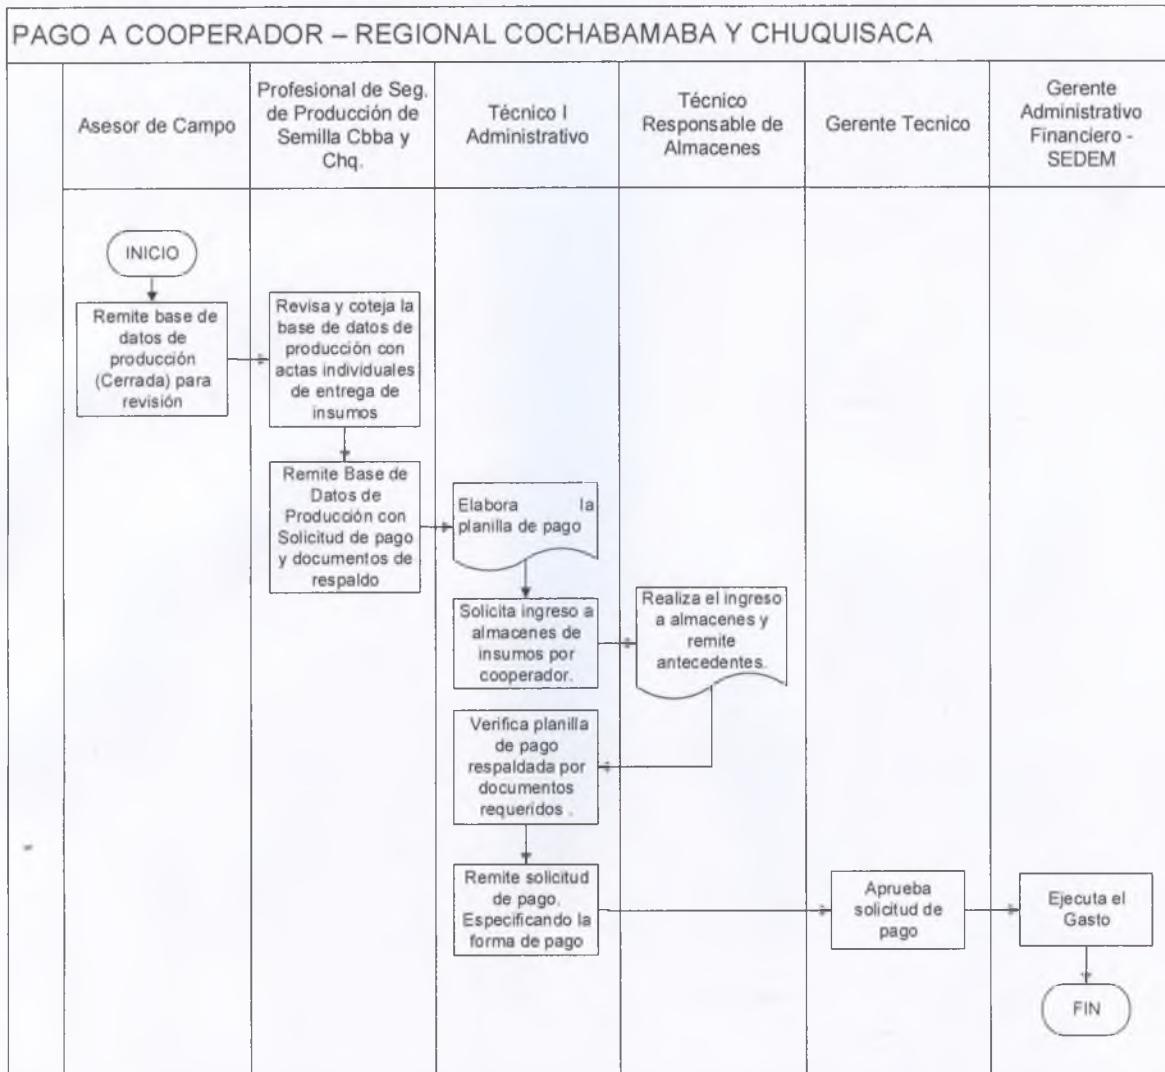 PAGO A COOPERADOR – REGIONAL COCHABAMABA Y CHUQUISACA
Asesor de Campo
Profesional de Seg.
de Producción de
Semilla Cbba y
Chq.
Técnico I
Administrativo
Técnico
Responsable de
Almacenes
Gerente Tecnico
Gerente
Administrativo
Financiero -
SEDEM
INICIO
Remite base de
datos de
producción
(Cerrada) para
revisión
Revisa y coteja la
base de datos de
producción con
actas individuales
de entrega de
insumos
Remite Base de
Datos de
Producción con
Solicitud de pago
y documentos de
respaldo
Elabora la
planilla de pago
Solicita ingreso a
almacenes de
insumos por
cooperador.
Realiza el ingreso
a almacenes y
remite
antecedentes.
Verifica planilla
de pago
respaldada por
documentos
requeridos .
Remite solicitud
de pago.
Especificando la
forma de pago
Aprueba
solicitud de
pago
Ejecuta el
Gasto
FIN